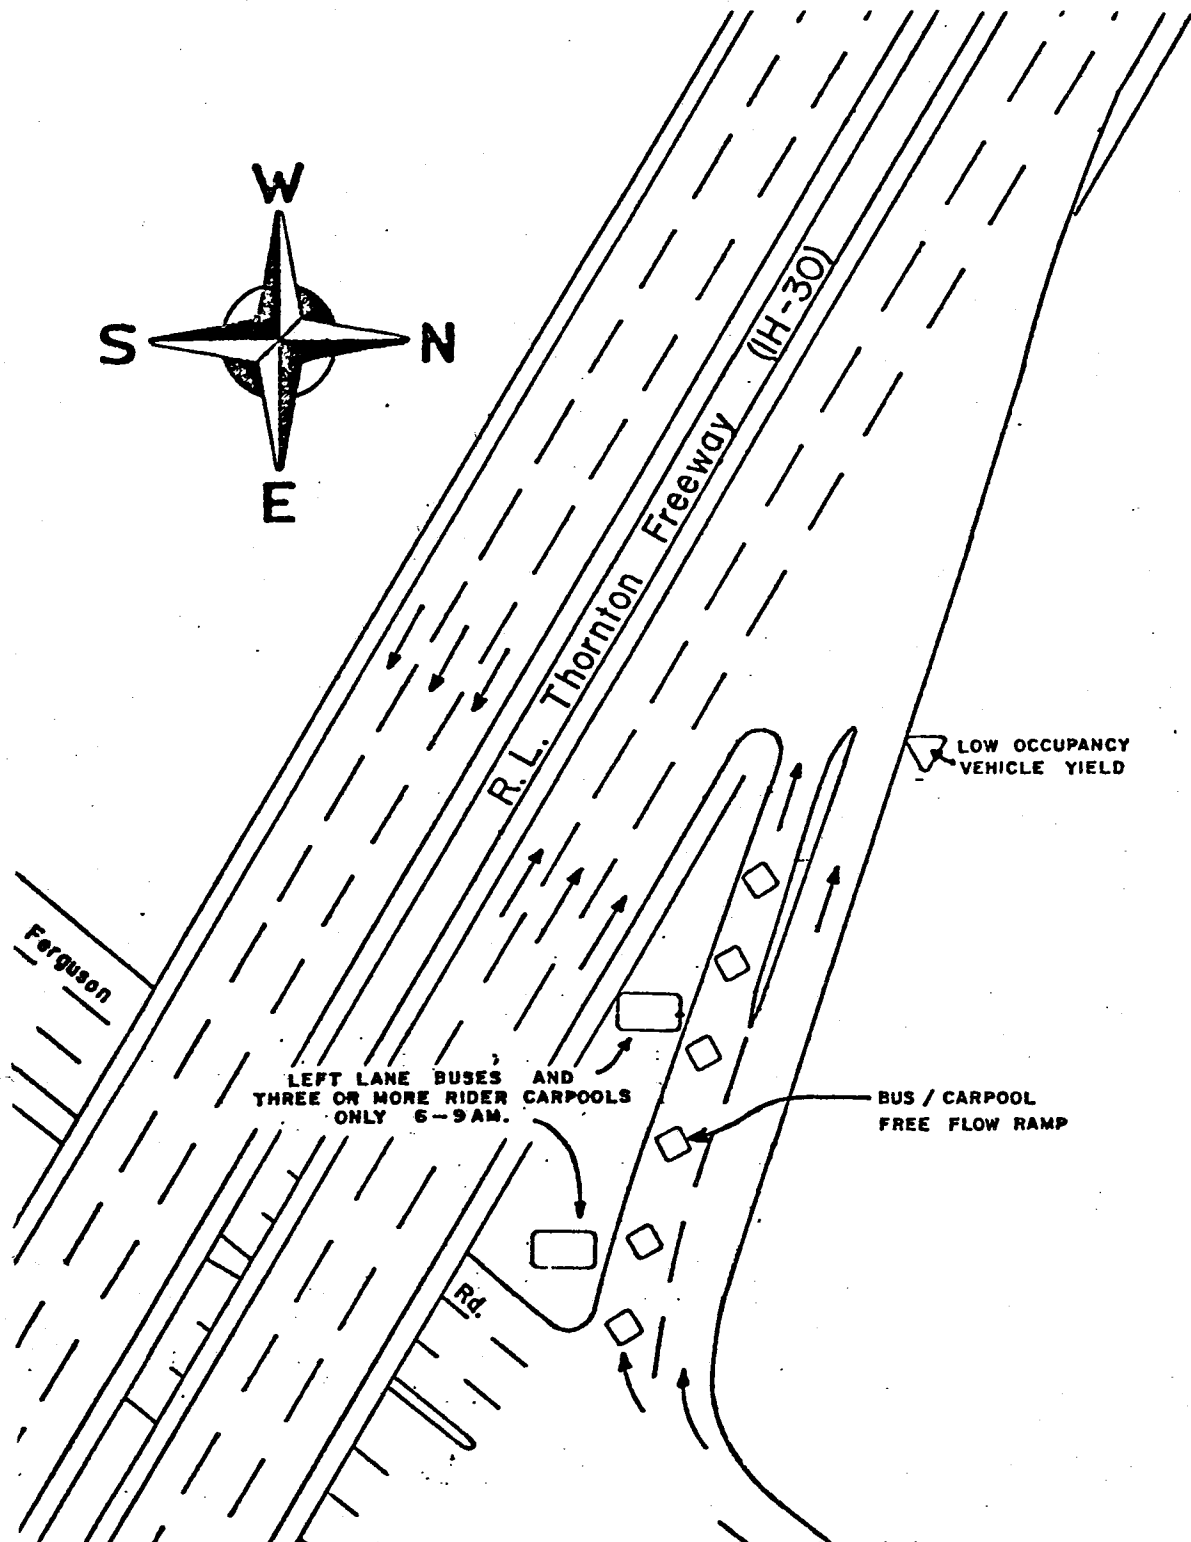 W
S N
E
R. L. Thornton Freeway (IH-30)
LOW OCCUPANCY
VEHICLE YIELD
Ferguson
LEFT LANE BUSES AND
THREE OR MORE RIDER CARPOOLS
ONLY 6-9 AM.
BUS / CARPOOL
FREE FLOW RAMP
Rd.